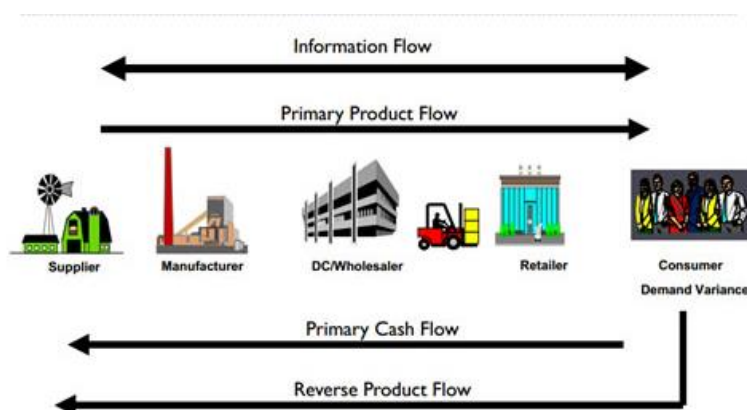 Information Flow
Primary Product Flow
Supplier
Manufacturer
DC/Wholesaler
Retailer
Consumer
Demand Variance
Primary Cash Flow
Reverse Product Flow